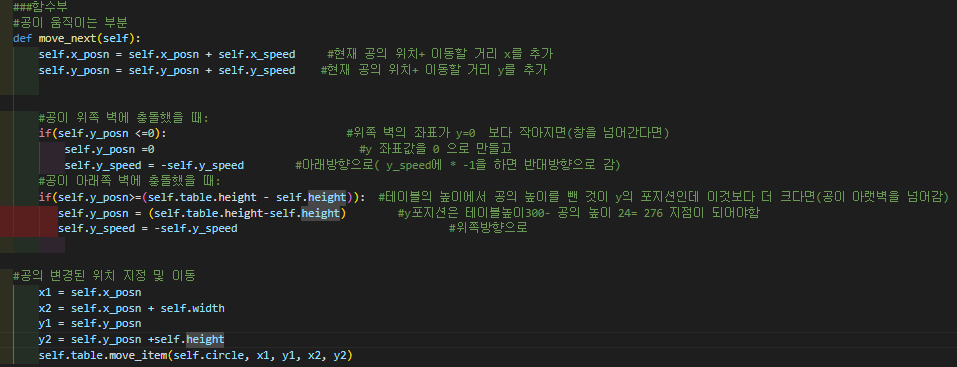 ###함수부
#공이 움직이는 부분
def move_next(self):
    self.x_posn = self.x_posn + self.x_speed     #현재 공의 위치+ 이동할 거리 x를 추가
    self.y_posn = self.y_posn + self.y_speed    #현재 공의 위치+ 이동할 거리 y를 추가
    #공이 위쪽 벽에 충돌했을 때:
    if(self.y_posn <=0):                            #위쪽 벽의 좌표가 y=0  보다 작아지면(창을 넘어간다면)
        self.y_posn =0                                #y 좌표값을 0 으로 만들고
        self.y_speed = -self.y_speed        #아래방향으로( y_speed에 * -1을 하면 반대방향으로 감)
    #공이 아래쪽 벽에 충돌했을 때:
    if(self.y_posn>=(self.table.height - self.height)):  #테이블의 높이에서 공의 높이를 뺀 것이 y의 포지션인데 이것보다 더 크다면(공이 아랫벽을 넘어감)
       self.y_posn = (self.table.height-self.height)        #y포지션은 테이블높이300- 공의 높이 24= 276 지점이 되어야함
       self.y_speed = -self.y_speed                                 #위쪽방향으로
#공의 변경된 위치 지정 및 이동
    x1 = self.x_posn
    x2 = self.x_posn + self.width
    y1 = self.y_posn
    y2 = self.y_posn +self.height
    self.table.move_item(self.circle, x1, y1, x2, y2)